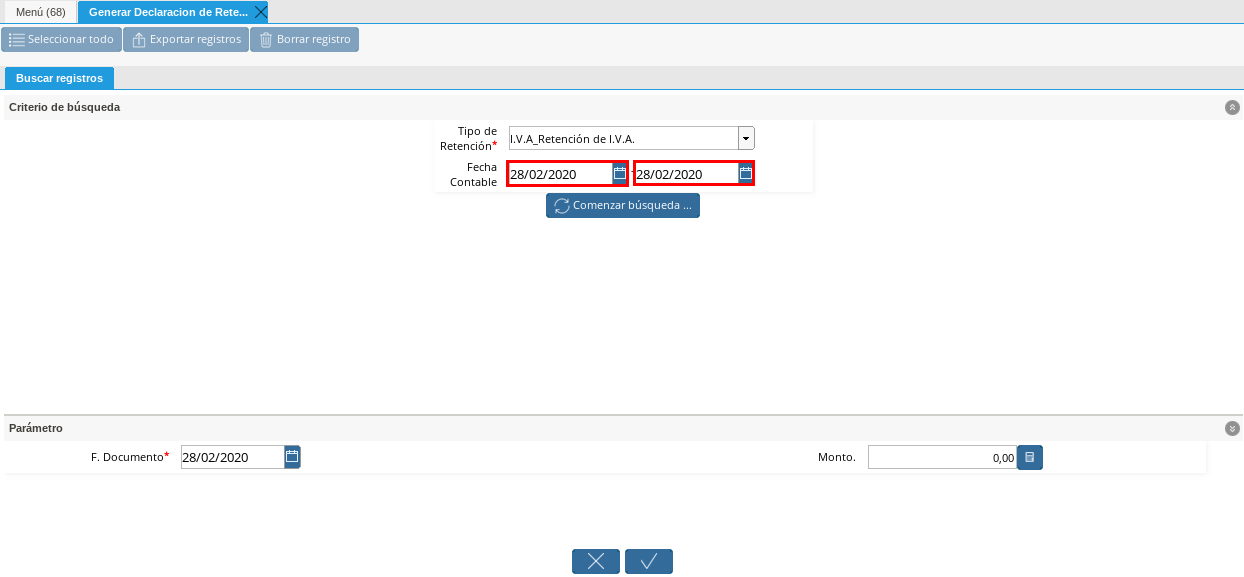 Menú (68)
Generar Declaracion de Rete...
Seleccionar todo
Exportar registros
Borrar registro
Buscar registros
Criterio de búsqueda
Tipo de
Retención*
I.V.A_Retención de I.V.A.
Fecha
Contable
28/02/2020 - 28/02/2020
Comenzar búsqueda ...
Parámetro
F. Documento* 28/02/2020
Monto. 0,00